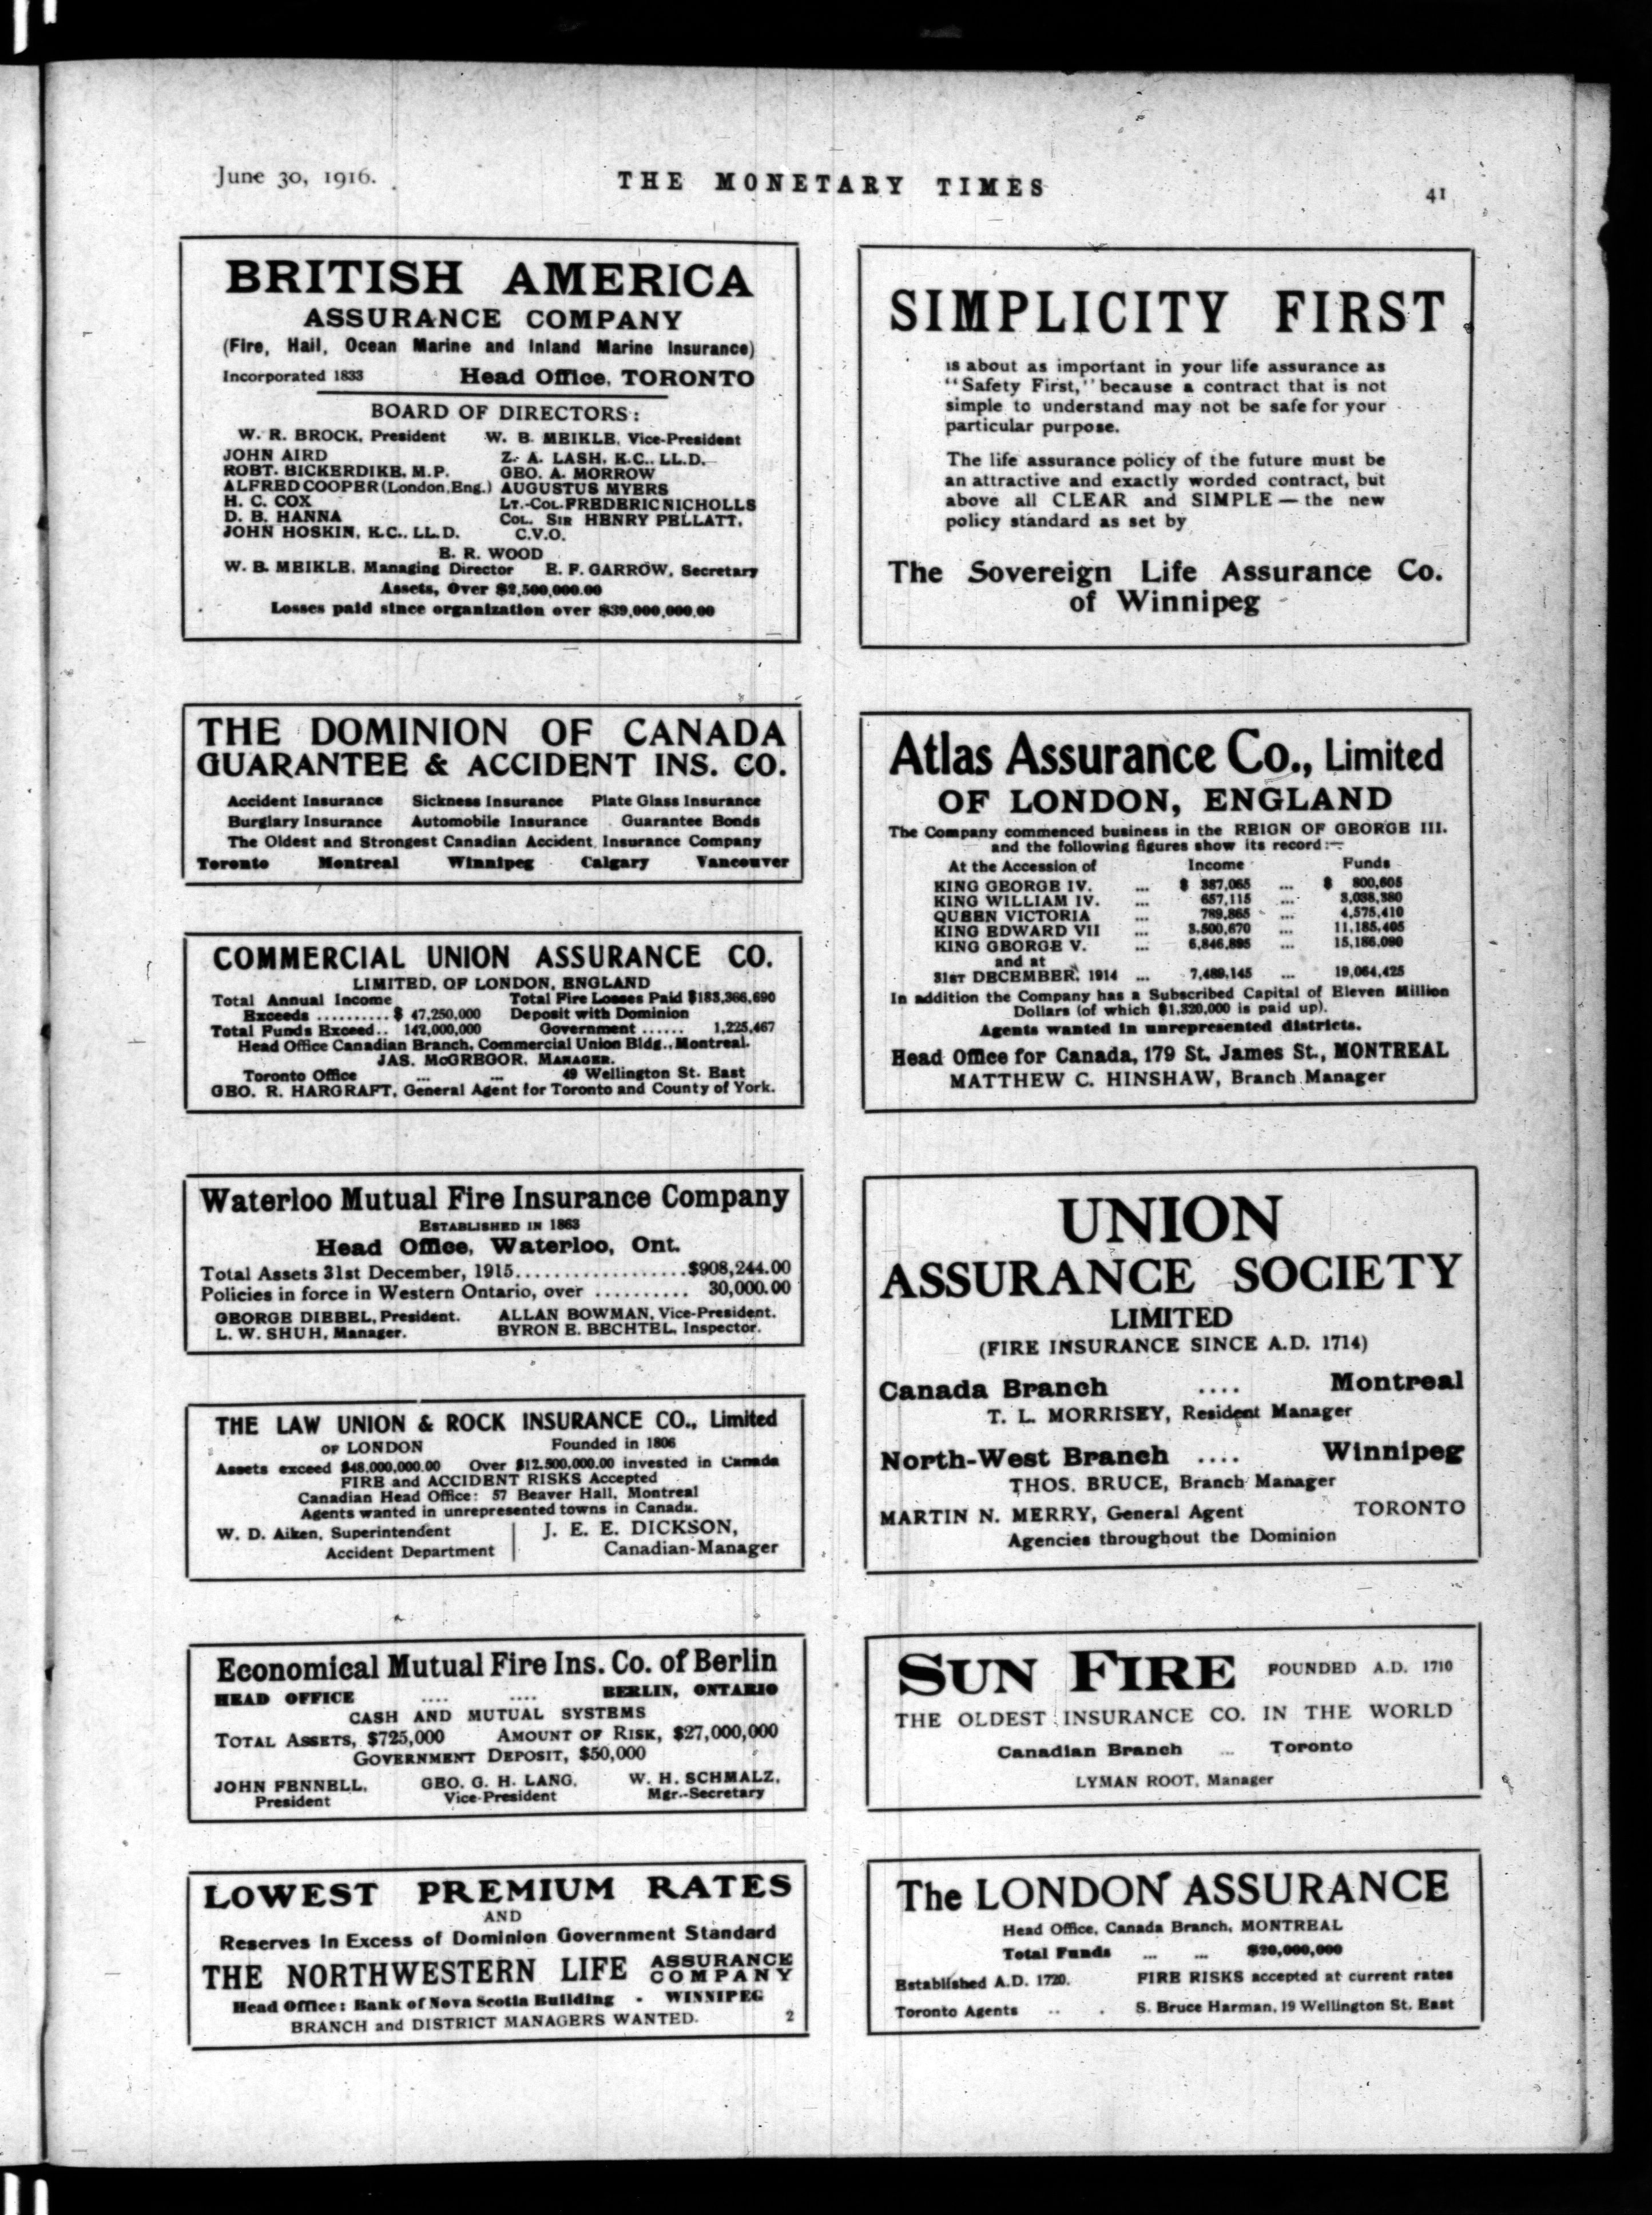 June 30, 1916.
THE MONETARY TIMES
41
BRITISH AMERICA
ASSURANCE COMPANY
(Fire, Hail, Ocean Marine and Inland Marine Insurance)
Incorporated 1833 Head Office, TORONTO
BOARD OF DIRECTORS:
W. R. BROCK, President W. B. MEIKLE, Vice-President
JOHN AIRD Z. A. LASH, K.C., LL.D.
ROBT. BICKERDIKE, M.P. GEO. A. MORROW
ALFRED COOPER (London, Eng.) AUGUSTUS MYERS
H. C. COX LT.-COL. FREDERIC NICHOLLS
D. B. HANNA COL. SIR HENRY PELLATT,
JOHN HOSKIN, K.C., LL.D. C.V.O.
E. R. WOOD
W. B. MEIKLE, Managing Director E. F. GARROW, Secretary
Assets, Over $2,500,000.00
Losses paid since organization over $39,000,000.00
THE DOMINION OF CANADA
GUARANTEE & ACCIDENT INS. CO.
Accident Insurance Sickness Insurance Plate Glass Insurance
Burglary Insurance Automobile Insurance Guarantee Bonds
The Oldest and Strongest Canadian Accident Insurance Company
Toronto Montreal Winnipeg Calgary Vancouver
COMMERCIAL UNION ASSURANCE CO.
LIMITED, OF LONDON, ENGLAND
Total Annual Income Total Fire Losses Paid $183,366,690
Exceeds .......... $ 47,250,000 Deposit with Dominion
Total Funds Exceed.. 142,000,000 Government ...... 1,225,467
Head Office Canadian Branch, Commercial Union Bldg., Montreal.
JAS. McGREGOR, MANAGER.
Toronto Office ... ... 49 Wellington St. East
GEO. R. HARGRAFT, General Agent for Toronto and County of York.
Waterloo Mutual Fire Insurance Company
ESTABLISHED IN 1863
Head Office, Waterloo, Ont.
Total Assets 31st December, 1915..................$908,244.00
Policies in force in Western Ontario, over .......... 30,000.00
GEORGE DIEBEL, President. ALLAN BOWMAN, Vice-President.
L. W. SHUH, Manager. BYRON E. BECHTEL, Inspector.
THE LAW UNION & ROCK INSURANCE CO., Limited
OF LONDON Founded in 1806
Assets exceed $48,000,000.00 Over $12,500,000.00 invested in Canada
FIRE and ACCIDENT RISKS Accepted
Canadian Head Office: 57 Beaver Hall, Montreal
Agents wanted in unrepresented towns in Canada.
W. D. Aiken, Superintendent J. E. E. DICKSON,
Accident Department Canadian-Manager
Economical Mutual Fire Ins. Co. of Berlin
HEAD OFFICE .... .... BERLIN, ONTARIO
CASH AND MUTUAL SYSTEMS
TOTAL ASSETS, $725,000 AMOUNT OF RISK, $27,000,000
GOVERNMENT DEPOSIT, $50,000
JOHN FENNELL, GEO. G. H. LANG, W. H. SCHMALZ,
President Vice-President Mgr.-Secretary
LOWEST PREMIUM RATES
AND
Reserves in Excess of Dominion Government Standard
THE NORTHWESTERN LIFE ASSURANCE COMPANY
Head Office: Bank of Nova Scotia Building - WINNIPEG
BRANCH and DISTRICT MANAGERS WANTED. 2
SIMPLICITY FIRST
is about as important in your life assurance as
"Safety First," because a contract that is not
simple to understand may not be safe for your
particular purpose.
The life assurance policy of the future must be
an attractive and exactly worded contract, but
above all CLEAR and SIMPLE — the new
policy standard as set by
The Sovereign Life Assurance Co.
of Winnipeg
Atlas Assurance Co., Limited
OF LONDON, ENGLAND
The Company commenced business in the REIGN OF GEORGE III.
and the following figures show its record:—
At the Accession of Income Funds
KING GEORGE IV. ... $ 387,065 ... $ 800,605
KING WILLIAM IV. ... 657,115 ... 3,038,380
QUEEN VICTORIA ... 789,865 ... 4,575,410
KING EDWARD VII ... 3,500,670 ... 11,185,405
KING GEORGE V. ... 6,846,895 ... 15,186,090
and at
31ST DECEMBER, 1914 ... 7,489,145 ... 19,064,425
In addition the Company has a Subscribed Capital of Eleven Million
Dollars (of which $1,320,000 is paid up).
Agents wanted in unrepresented districts.
Head Office for Canada, 179 St. James St., MONTREAL
MATTHEW C. HINSHAW, Branch Manager
UNION
ASSURANCE SOCIETY
LIMITED
(FIRE INSURANCE SINCE A.D. 1714)
Canada Branch .... Montreal
T. L. MORRISEY, Resident Manager
North-West Branch .... Winnipeg
THOS. BRUCE, Branch Manager
MARTIN N. MERRY, General Agent TORONTO
Agencies throughout the Dominion
SUN FIRE FOUNDED A.D. 1710
THE OLDEST INSURANCE CO. IN THE WORLD
Canadian Branch ... Toronto
LYMAN ROOT, Manager
The LONDON ASSURANCE
Head Office, Canada Branch, MONTREAL
Total Funds ... ... $20,000,000
Established A.D. 1720. FIRE RISKS accepted at current rates
Toronto Agents .. . S. Bruce Harman, 19 Wellington St. East